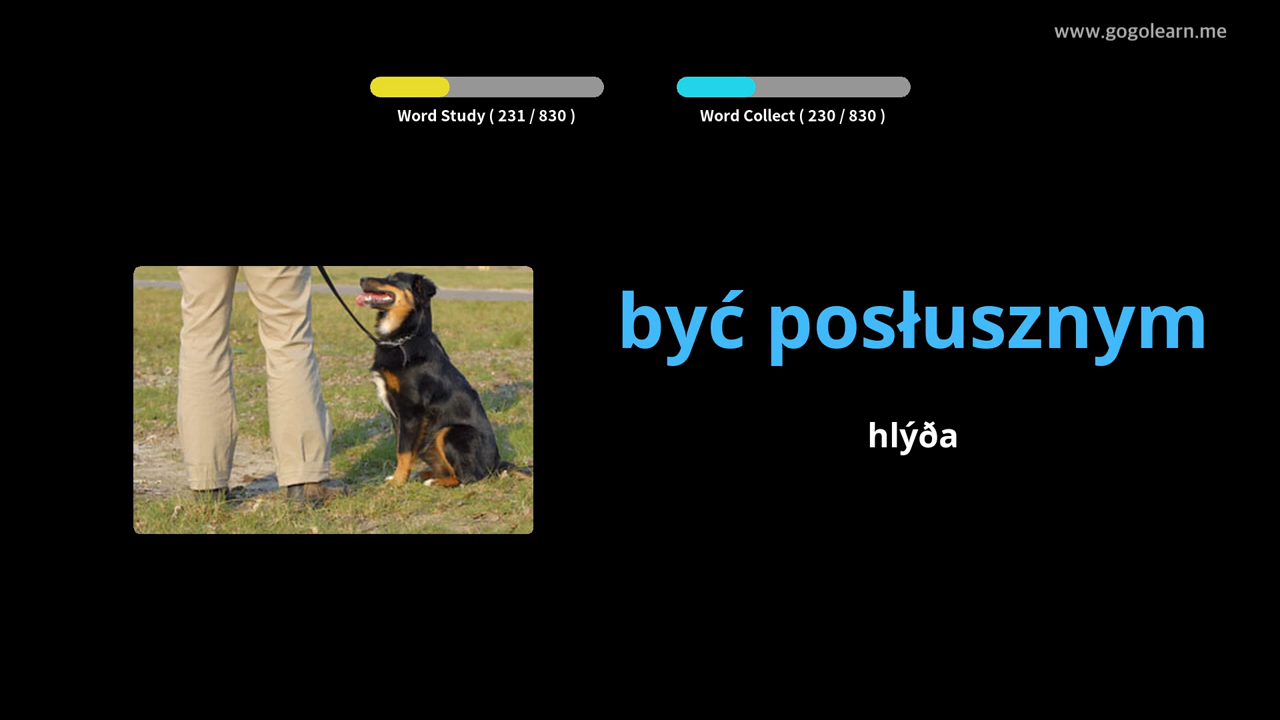 www.gogolearn.me
Word Study ( 231 / 830 )
Word Collect ( 230 / 830 )
być posłusznym
hlýða